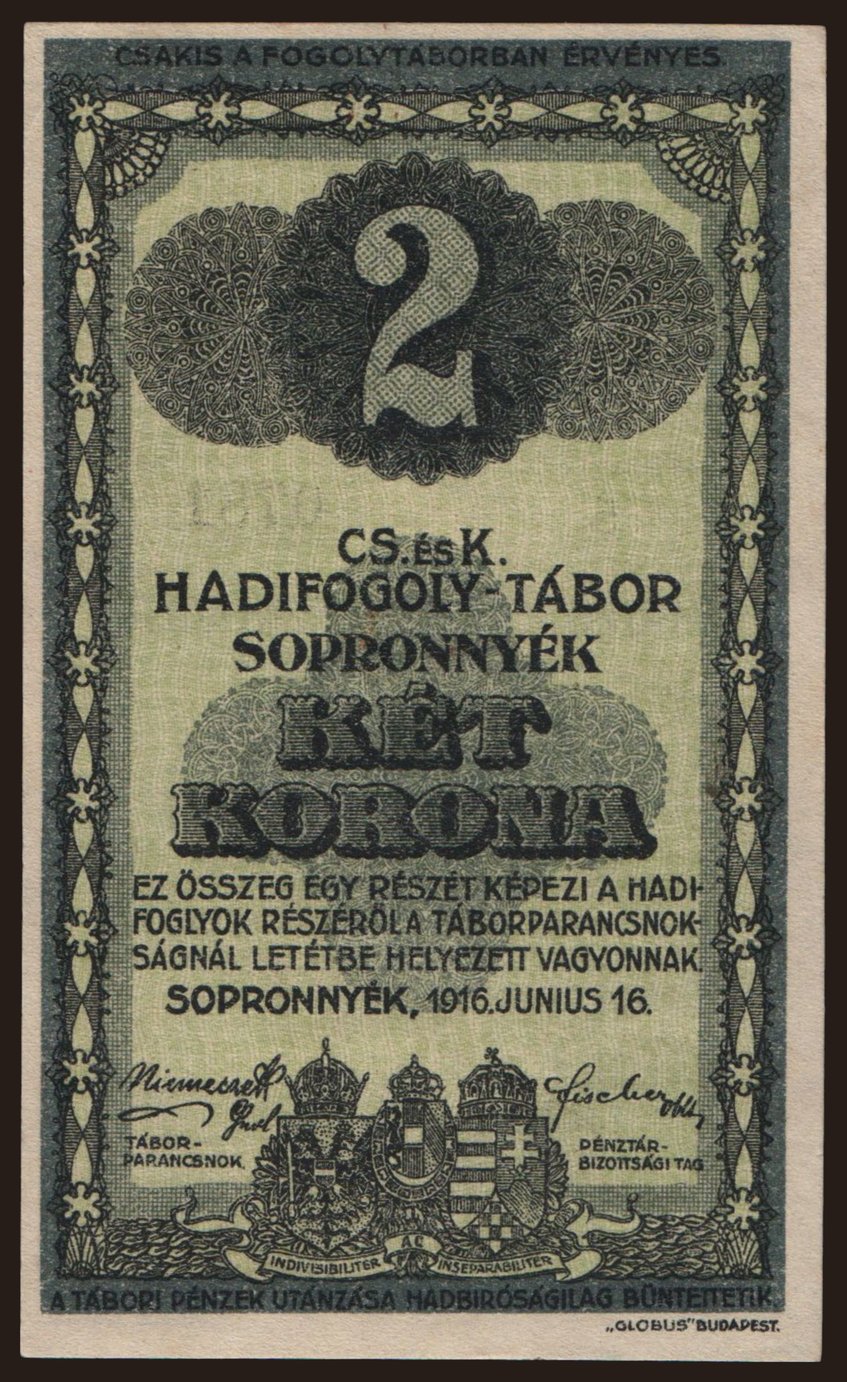 CSAKIS A FOGOLYTÁBORBAN ÉRVÉNYES.
2
CS. és K.
HADIFOGOLY-TÁBOR
SOPRONNYÉK
KÉT
KORONA
EZ ÖSSZEG EGY RÉSZÉT KÉPEZI A HADI-
FOGLYOK RÉSZÉRŐL A TÁBORPARANCSNOK-
SÁGNÁL LETÉTBE HELYEZETT VAGYONNAK.
SOPRONNYÉK, 1916. JUNIUS 16.
Fischer
TÁBOR-
PARANCSNOK.
PÉNZTÁR-
BIZOTTSÁGI TAG
INDIVISIBILITER AC INSEPARABILITER
A TÁBORI PÉNZEK UTÁNZÁSA HADBIRÓSÁGILAG BÜNTETTETIK.
„GLOBUS" BUDAPEST.